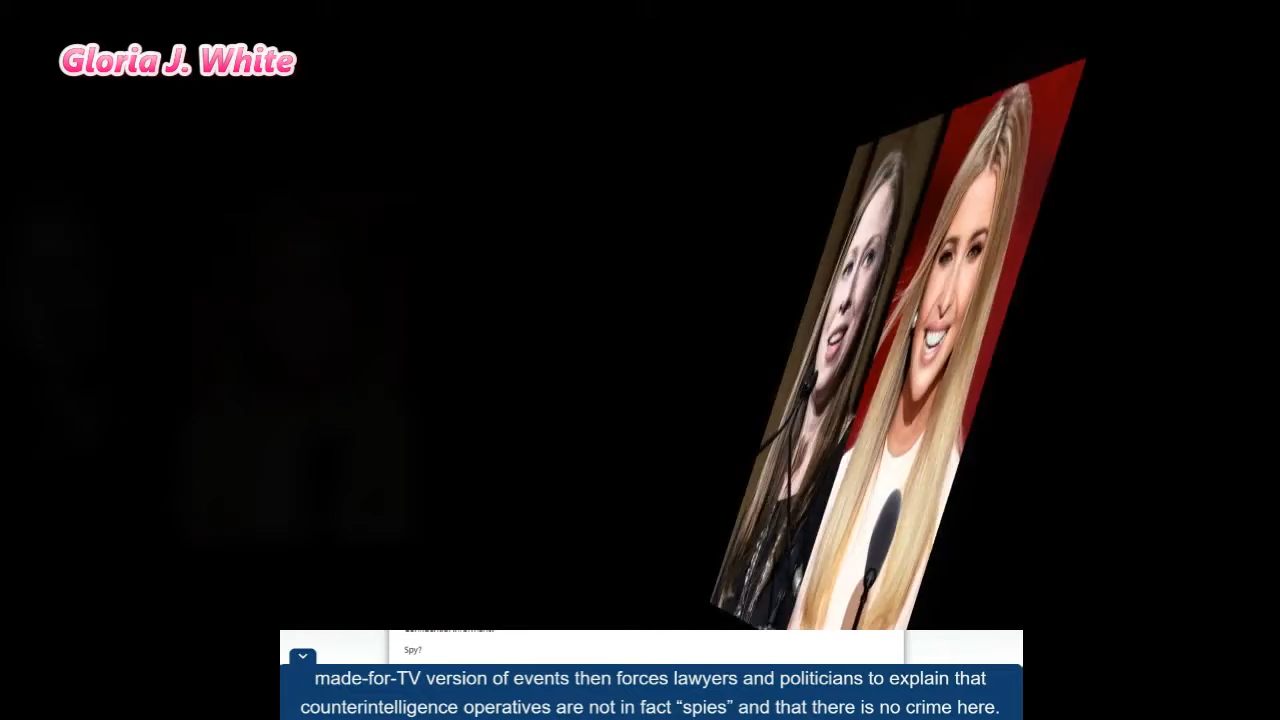 Gloria J. White
Spy?
made-for-TV version of events then forces lawyers and politicians to explain that
counterintelligence operatives are not in fact “spies” and that there is no crime here.